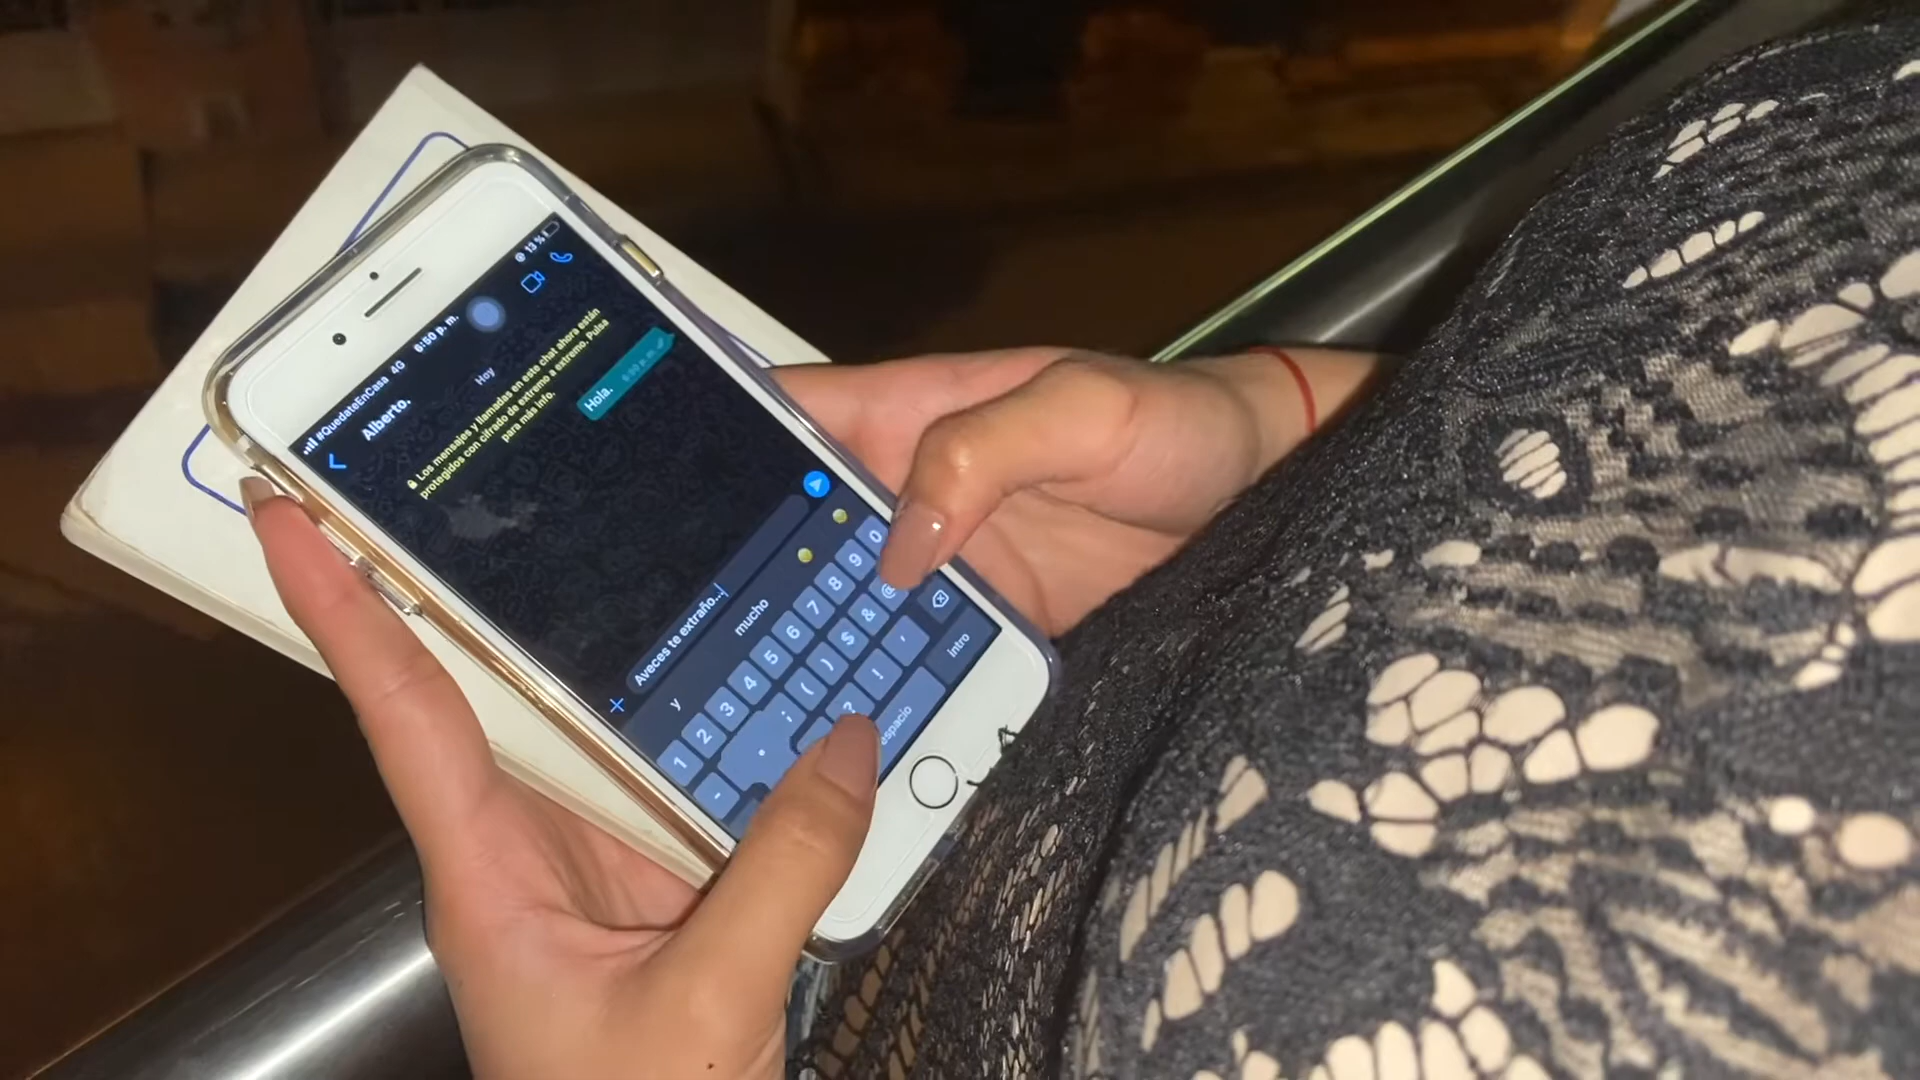 #QuedateEnCasa 4G 6:50 p. m. 13 %
Alberto.
Hoy
Los mensajes y llamadas en este chat ahora están
protegidos con cifrado de extremo a extremo. Pulsa
para más info.
Hola. 6:50 p. m.
Aveces te extraño...
y mucho
1 2 3 4 5 6 7 8 9 0
- . ; ( ) $ & @
? ! '
espacio intro